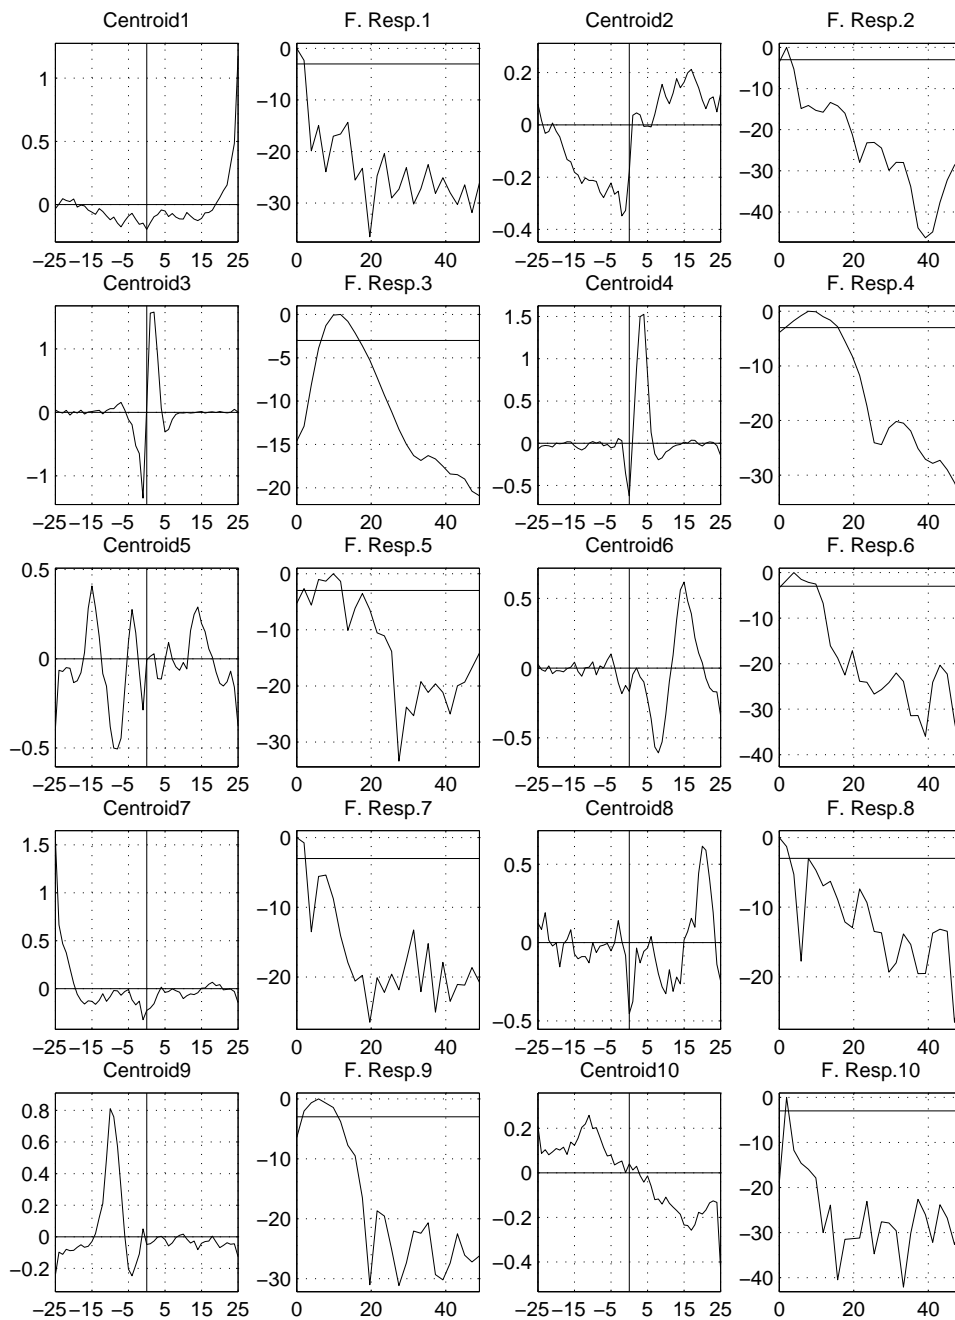 Centroid1 F. Resp.1 Centroid2 F. Resp.2
1 0 0.2 0
−10 0 −10
0.5 −20 −0.2 −20
−30
0 −30 −0.4 −40
−25 −15 −5 5 15 25 0 20 40 −25 −15 −5 5 15 25 0 20 40
Centroid3 F. Resp.3 Centroid4 F. Resp.4
1 0 1.5 0
−5 1 −10
0 −10 0.5 −20
−15 0
−1 −20 −0.5 −30
−25 −15 −5 5 15 25 0 20 40 −25 −15 −5 5 15 25 0 20 40
Centroid5 F. Resp.5 Centroid6 F. Resp.6
0.5 0 0.5 0
−10 −10
0 −20 0 −20
−30
−0.5 −30 −0.5 −40
−25 −15 −5 5 15 25 0 20 40 −25 −15 −5 5 15 25 0 20 40
Centroid7 F. Resp.7 Centroid8 F. Resp.8
1.5 0 0.5 0
1 −10 −10
0.5 0
0 −20 −0.5 −20
−25 −15 −5 5 15 25 0 20 40 −25 −15 −5 5 15 25 0 20 40
Centroid9 F. Resp.9 Centroid10 F. Resp.10
0.8 0 0.2 0
0.6 −10 0 −10
0.4 −20
0.2 −20 −0.2 −30
0
−0.2 −30 −0.4 −40
−25 −15 −5 5 15 25 0 20 40 −25 −15 −5 5 15 25 0 20 40